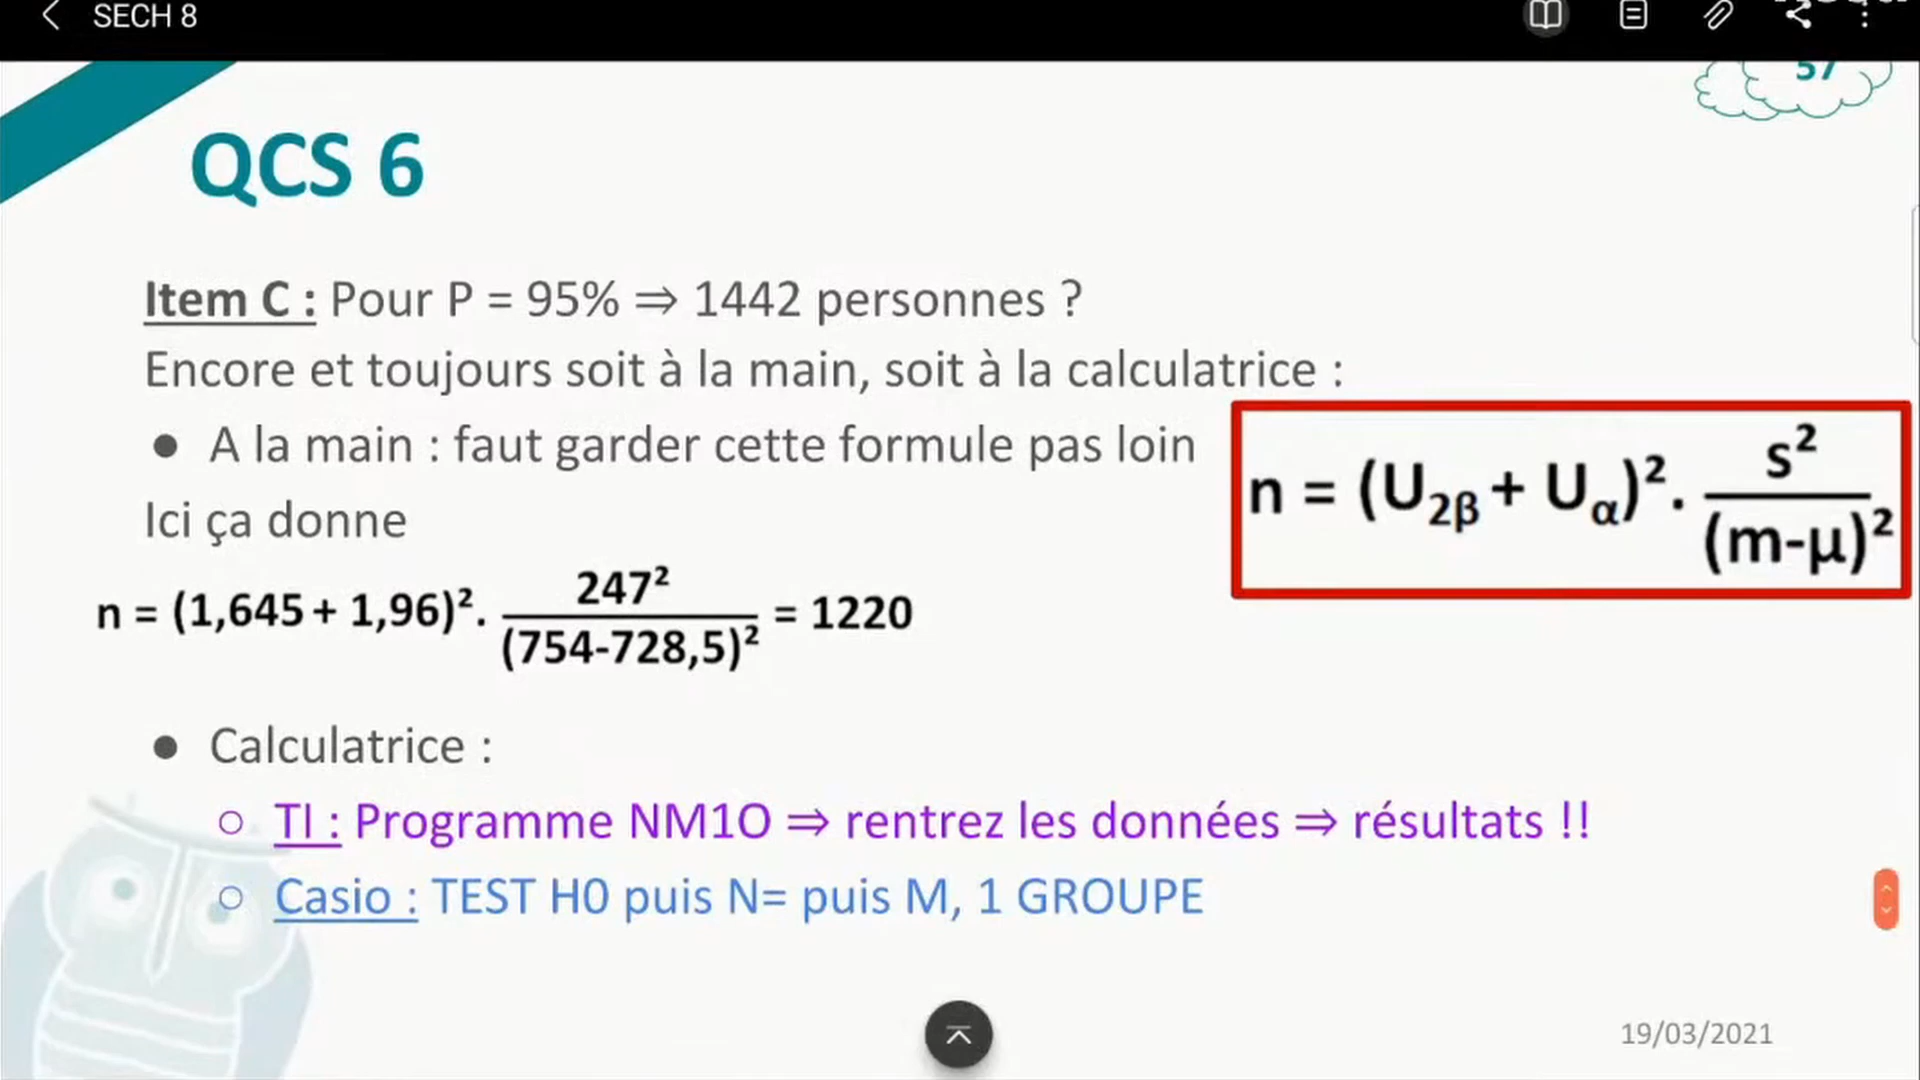 SECH 8
57
QCS 6
Item C : Pour P = 95% ⇒ 1442 personnes ?
Encore et toujours soit à la main, soit à la calculatrice :
● A la main : faut garder cette formule pas loin
n = (U₂ᵦ + Uα)². s² / (m-μ)²
Ici ça donne
n = (1,645 + 1,96)². 247² / (754-728,5)² = 1220
● Calculatrice :
○ TI : Programme NM1O ⇒ rentrez les données ⇒ résultats !!
○ Casio : TEST H0 puis N= puis M, 1 GROUPE
19/03/2021